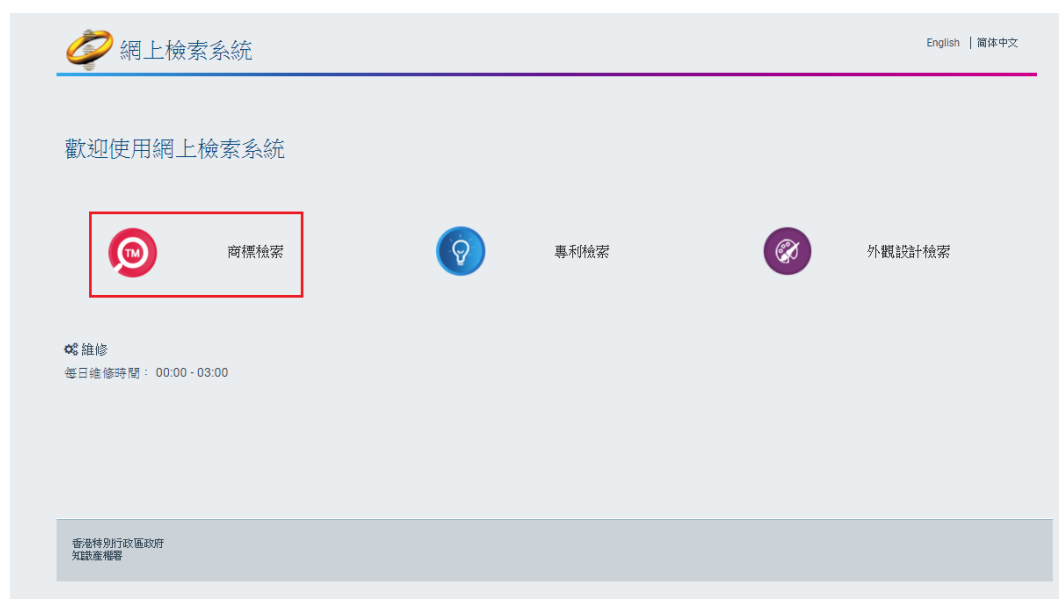 網上檢索系統
English | 簡体中文
歡迎使用網上檢索系統
TM 商標檢索
專利檢索
外觀設計檢索
維修
每日維修時間： 00:00 - 03:00
香港特別行政區政府
知識產權署